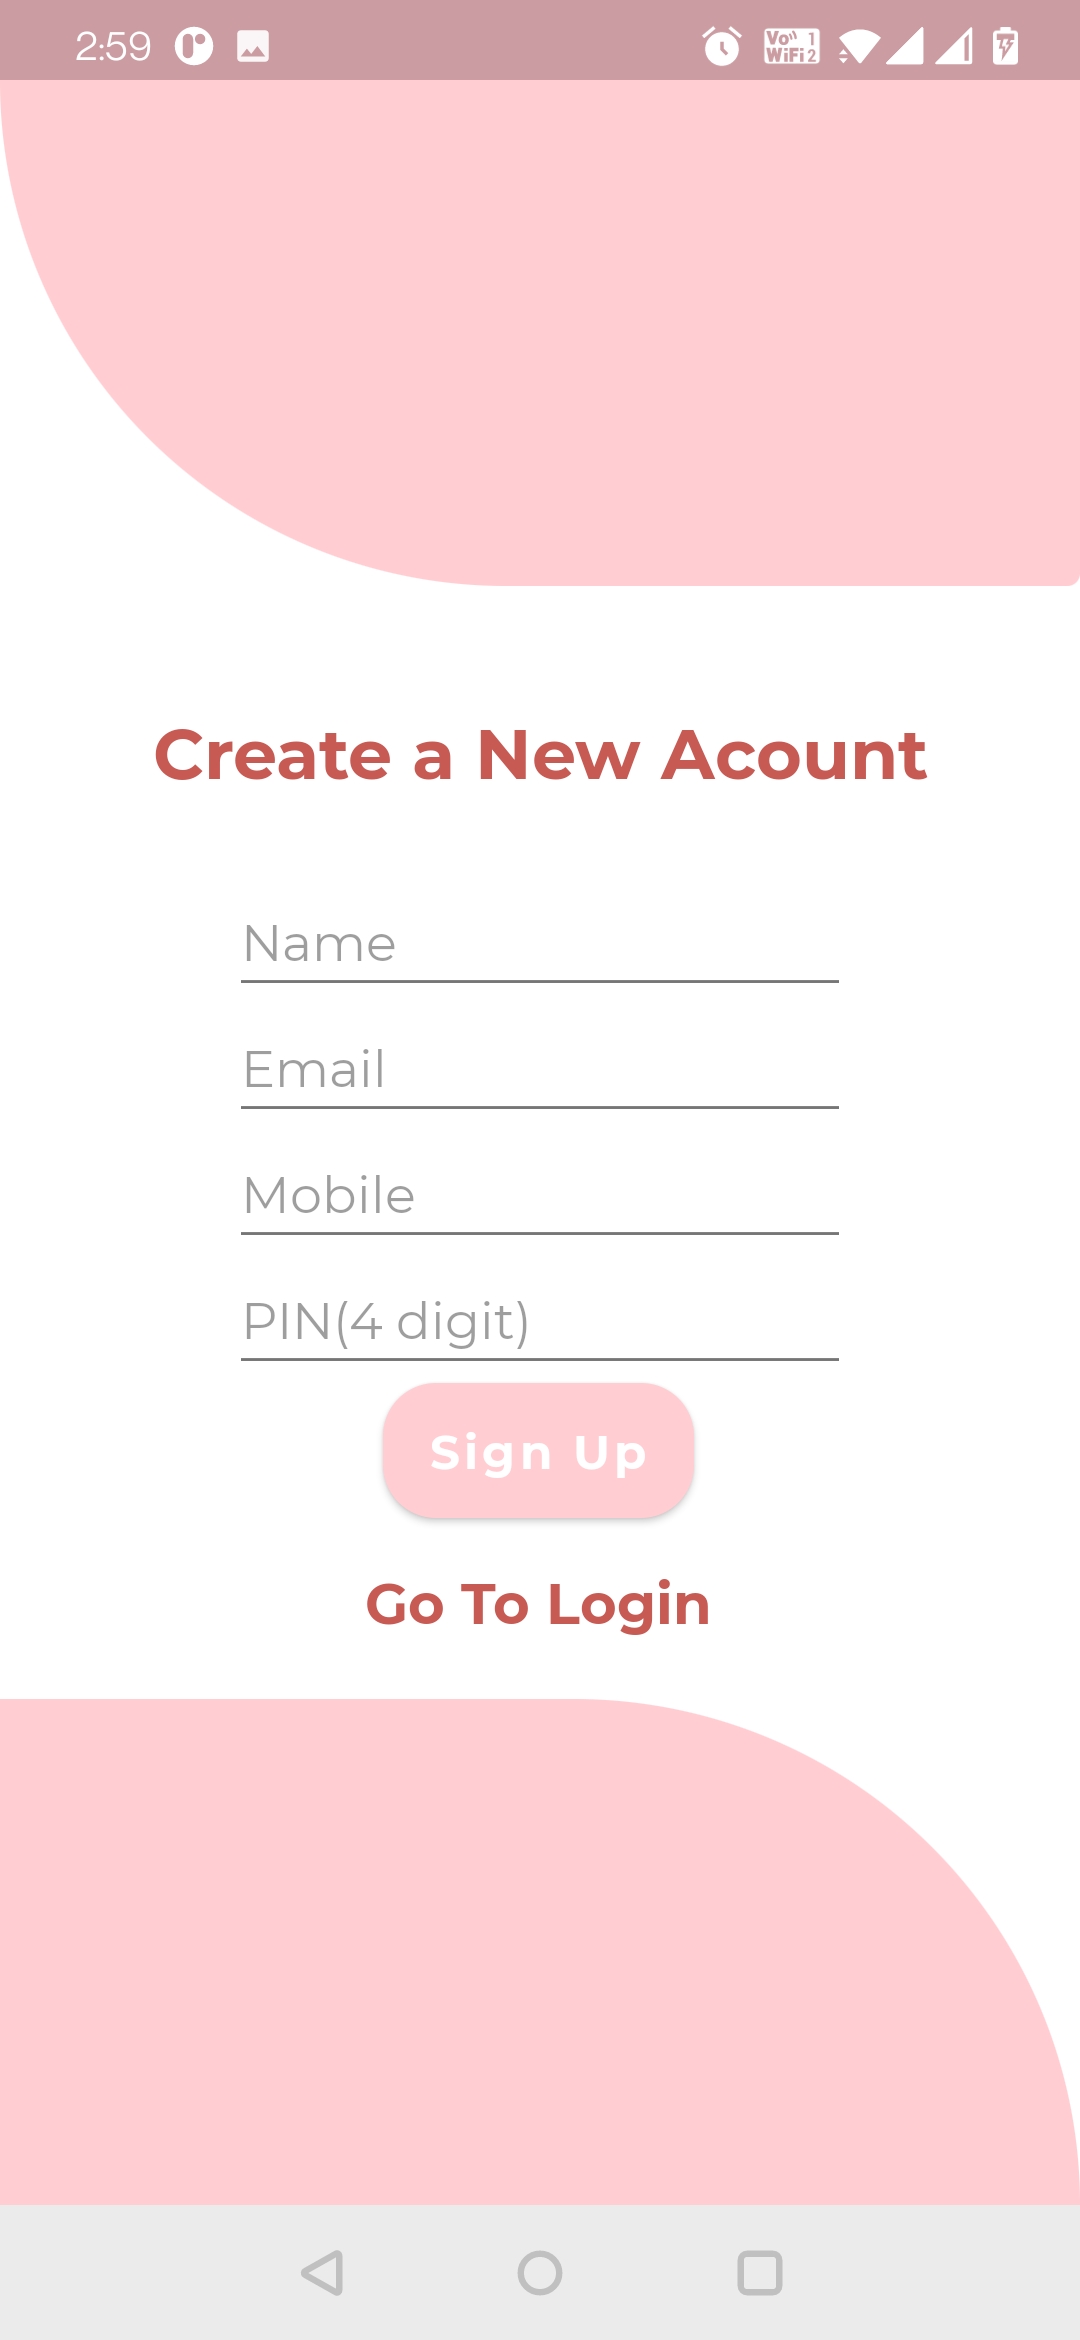 2:59 Vo 1
WiFi 2
Create a New Acount
Name
Email
Mobile
PIN(4 digit)
Sign Up
Go To Login